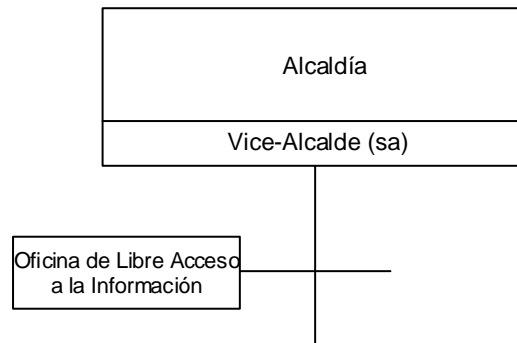 Alcaldía
Vice-Alcalde (sa)
Oficina de Libre Acceso
a la Información